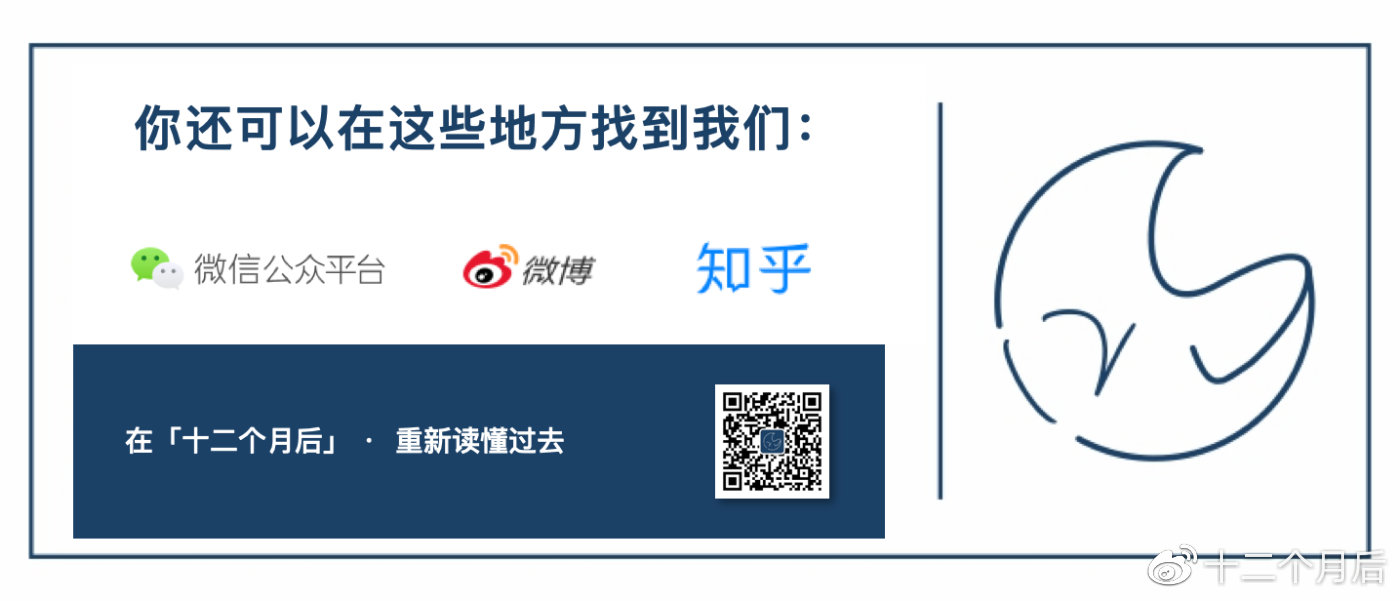 你还可以在这些地方找到我们：
微信公众平台
微博
知乎
在「十二个月后」 · 重新读懂过去
十二个月后